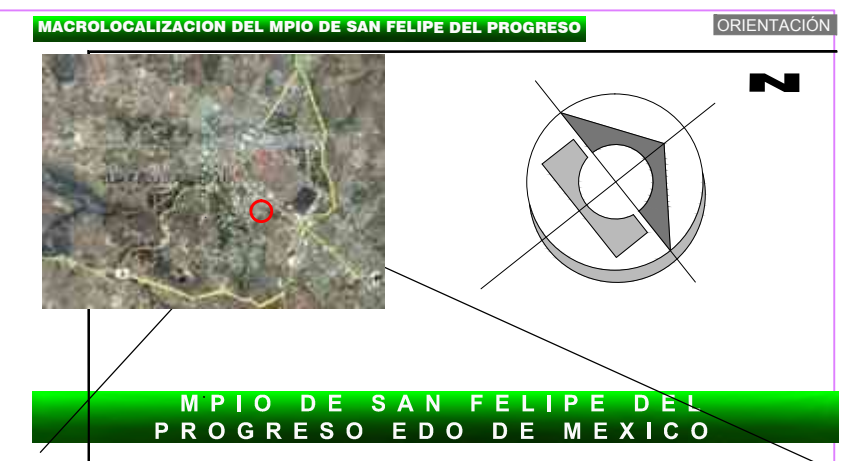 MACROLOCALIZACION DEL MPIO DE SAN FELIPE DEL PROGRESO
ORIENTACIÓN
N
MPIO DE SAN FELIPE DEL
PROGRESO EDO DE MEXICO